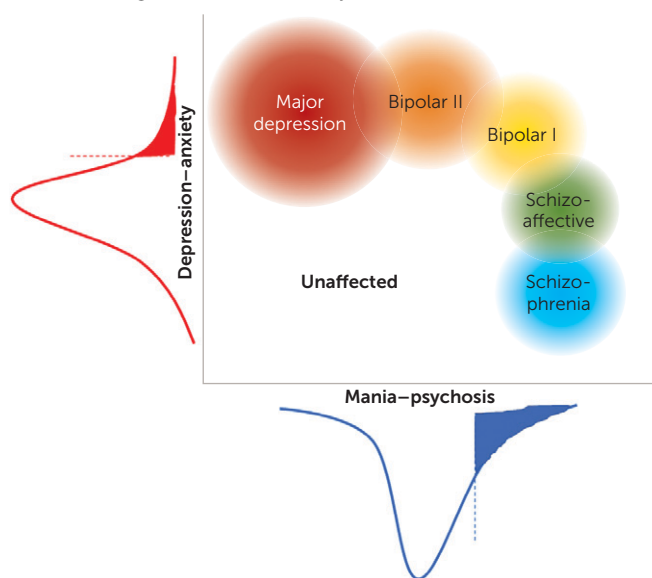 Major
depression
Bipolar II
Bipolar I
Schizo-
affective
Schizo-
phrenia
Unaffected
Depression–anxiety
Mania–psychosis